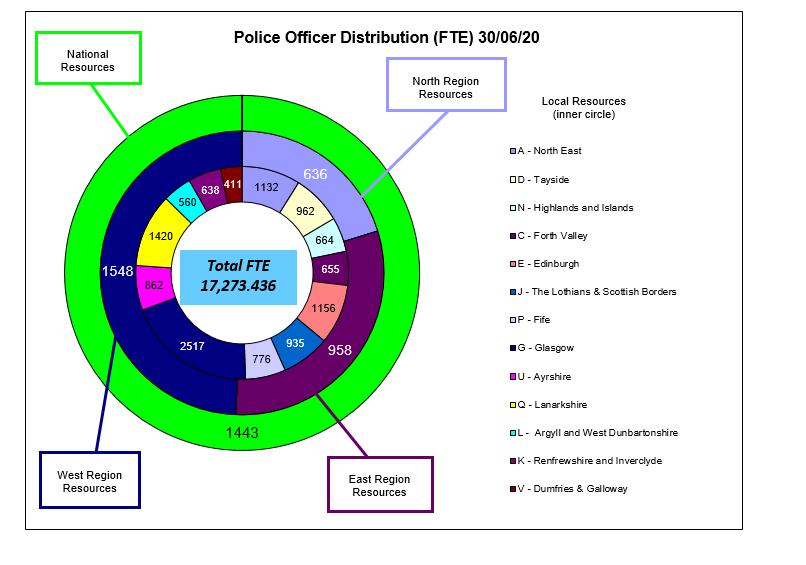 Police Officer Distribution (FTE) 30/06/20
National
Resources
North Region
Resources
Local Resources
(inner circle)
A - North East
D - Tayside
N - Highlands and Islands
C - Forth Valley
E - Edinburgh
J - The Lothians & Scottish Borders
P - Fife
G - Glasgow
U - Ayrshire
Q - Lanarkshire
L - Argyll and West Dunbartonshire
K - Renfrewshire and Inverclyde
V - Dumfries & Galloway
636
1132
962
664
655
1156
935
776
2517
862
1420
560
638
411
1548
958
1443
Total FTE
17,273.436
West Region
Resources
East Region
Resources